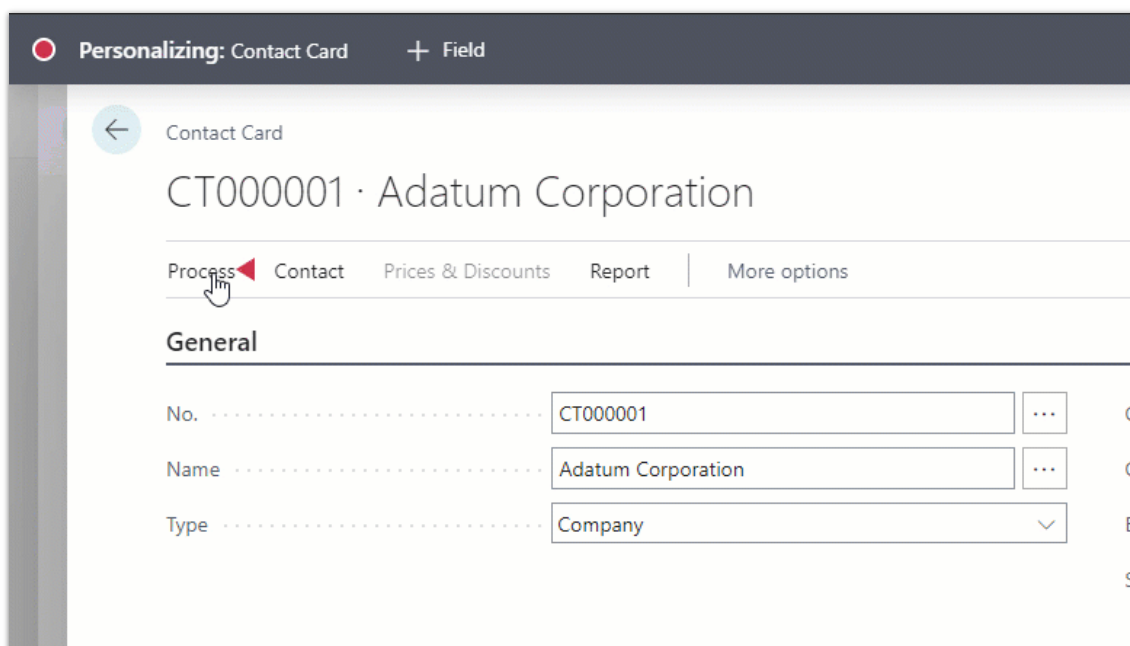 Personalizing: Contact Card + Field
Contact Card
CT000001 · Adatum Corporation
Process Contact Prices & Discounts Report More options
General
No. CT000001 ...
Name Adatum Corporation ...
Type Company